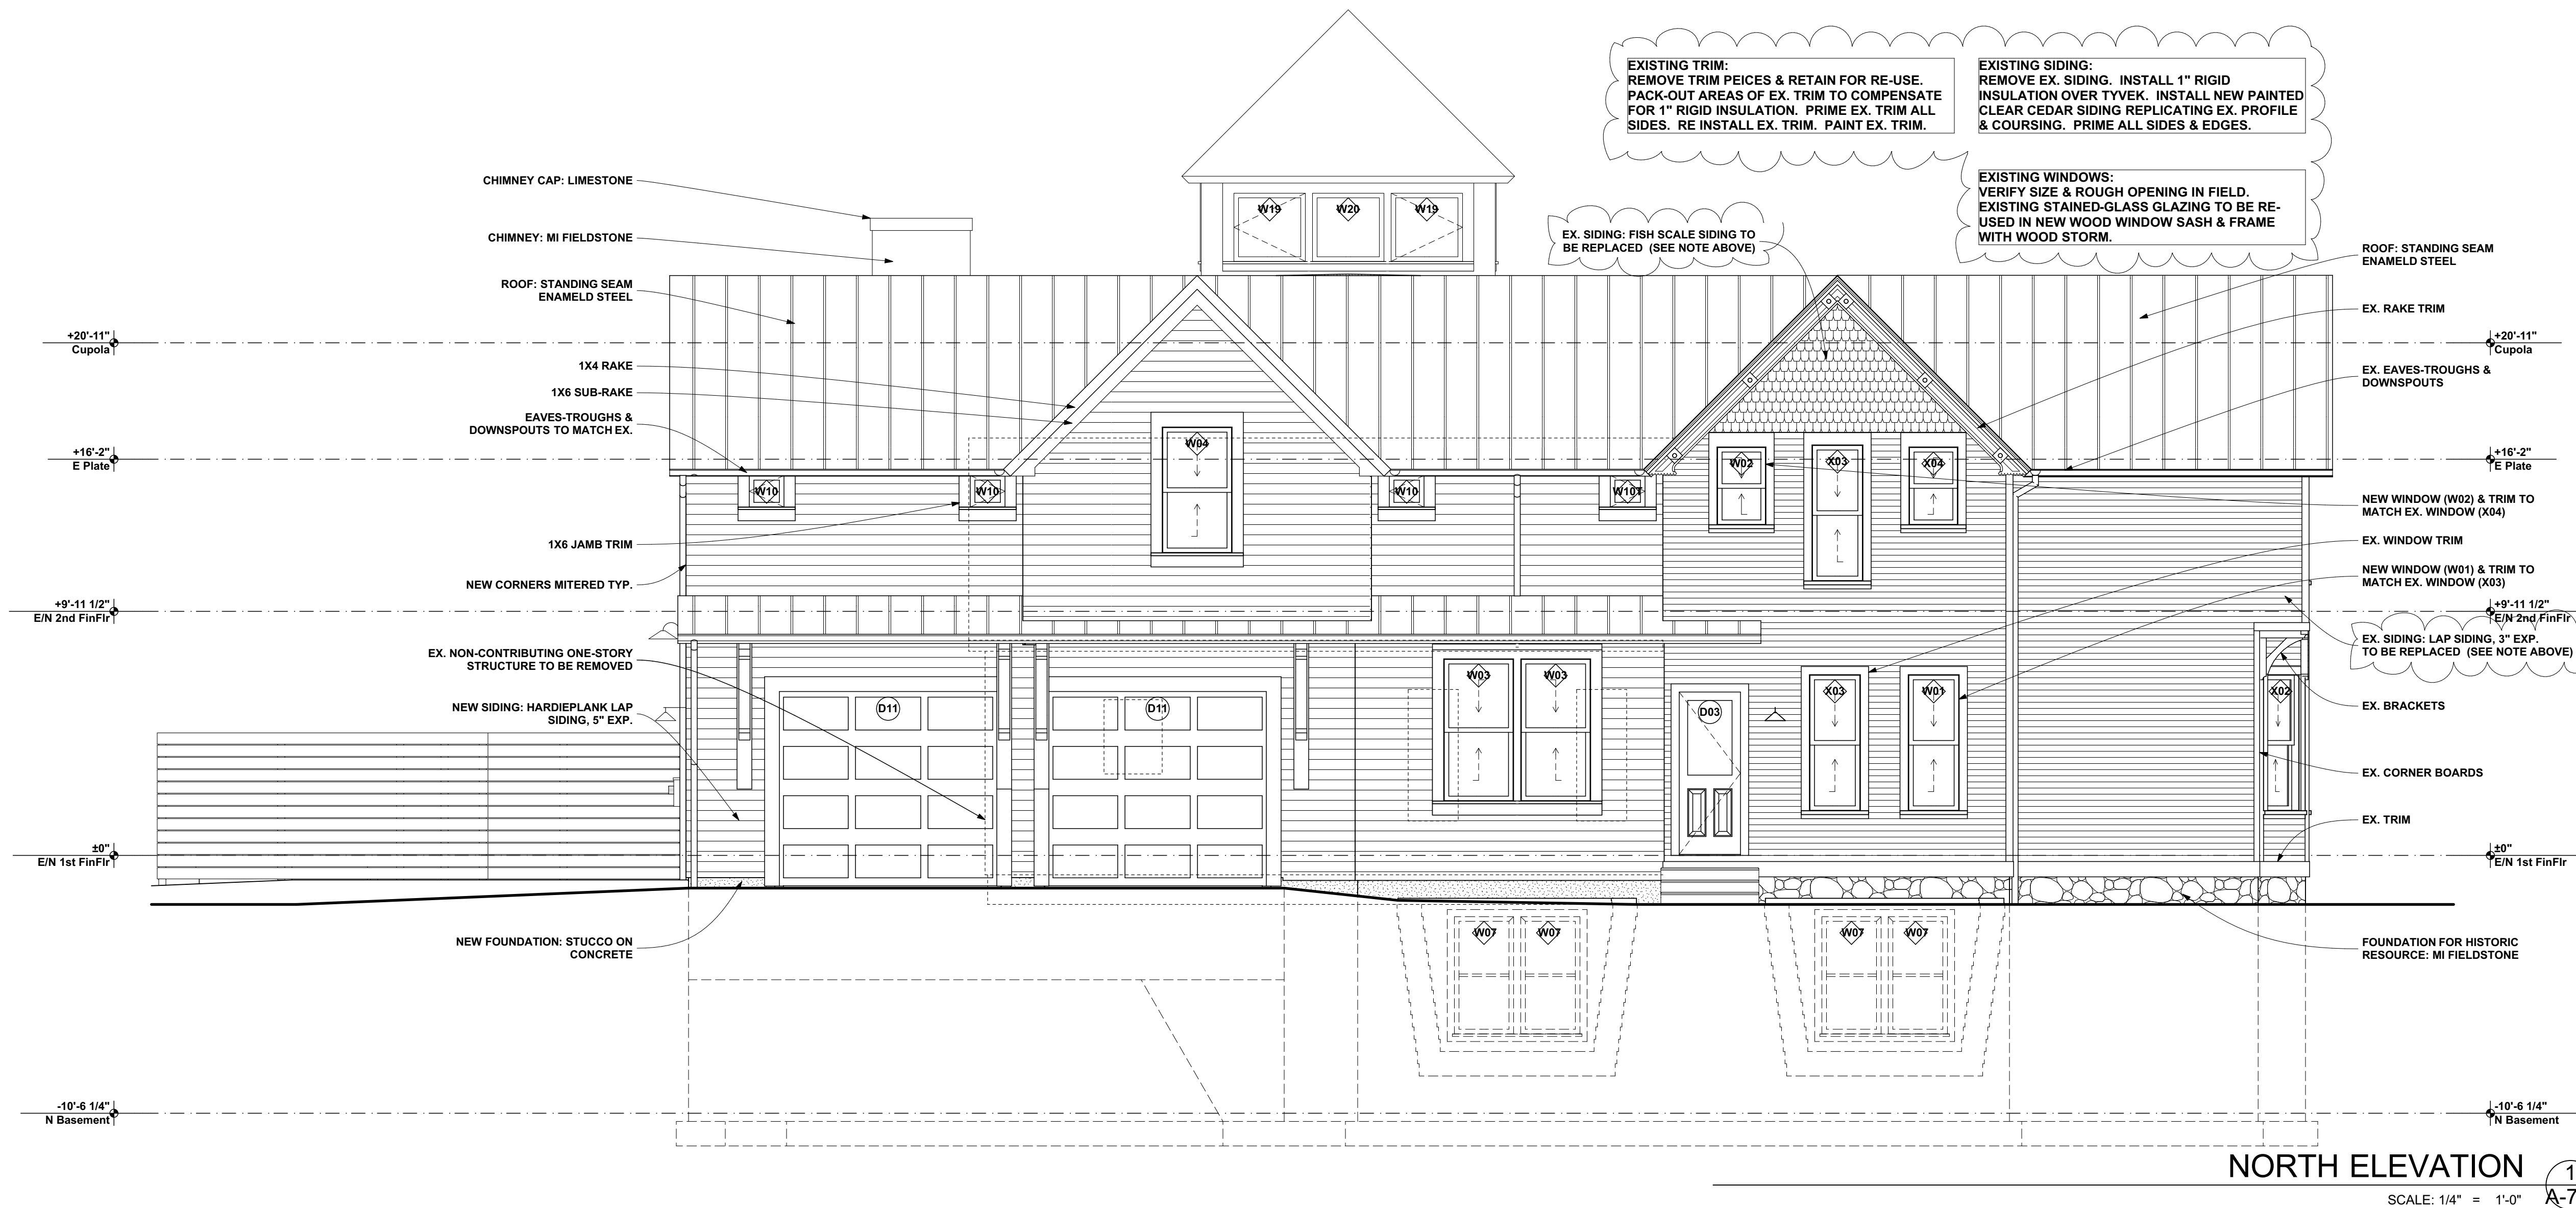 EXISTING TRIM:
REMOVE TRIM PEICES & RETAIN FOR RE-USE.
PACK-OUT AREAS OF EX. TRIM TO COMPENSATE
FOR 1" RIGID INSULATION.  PRIME EX. TRIM ALL
SIDES.  RE INSTALL EX. TRIM.  PAINT EX. TRIM.
EXISTING SIDING:
REMOVE EX. SIDING.  INSTALL 1" RIGID
INSULATION OVER TYVEK.  INSTALL NEW PAINTED
CLEAR CEDAR SIDING REPLICATING EX. PROFILE
& COURSING.  PRIME ALL SIDES & EDGES.
EXISTING WINDOWS:
VERIFY SIZE & ROUGH OPENING IN FIELD.
EXISTING STAINED-GLASS GLAZING TO BE RE-
USED IN NEW WOOD WINDOW SASH & FRAME
WITH WOOD STORM.
EX. SIDING: FISH SCALE SIDING TO
BE REPLACED  (SEE NOTE ABOVE)
CHIMNEY CAP: LIMESTONE
CHIMNEY: MI FIELDSTONE
ROOF: STANDING SEAM
ENAMELD STEEL
+20'-11"
Cupola
1X4 RAKE
1X6 SUB-RAKE
EAVES-TROUGHS &
DOWNSPOUTS TO MATCH EX.
+16'-2"
E Plate
1X6 JAMB TRIM
NEW CORNERS MITERED TYP.
+9'-11 1/2"
E/N 2nd FinFlr
EX. NON-CONTRIBUTING ONE-STORY
STRUCTURE TO BE REMOVED
NEW SIDING: HARDIEPLANK LAP
SIDING, 5" EXP.
±0"
E/N 1st FinFlr
NEW FOUNDATION: STUCCO ON
CONCRETE
-10'-6 1/4"
N Basement
W19
W20
W19
W04
W02
X03
X04
W10
W10
W10
W10T
W03
W03
D11
D11
D03
X03
W01
X02
W07
W07
W07
W07
ROOF: STANDING SEAM
ENAMELD STEEL
EX. RAKE TRIM
+20'-11"
Cupola
EX. EAVES-TROUGHS &
DOWNSPOUTS
+16'-2"
E Plate
NEW WINDOW (W02) & TRIM TO
MATCH EX. WINDOW (X04)
EX. WINDOW TRIM
NEW WINDOW (W01) & TRIM TO
MATCH EX. WINDOW (X03)
+9'-11 1/2"
E/N 2nd FinFlr
EX. SIDING: LAP SIDING, 3" EXP.
TO BE REPLACED  (SEE NOTE ABOVE)
EX. BRACKETS
EX. CORNER BOARDS
EX. TRIM
±0"
E/N 1st FinFlr
FOUNDATION FOR HISTORIC
RESOURCE: MI FIELDSTONE
-10'-6 1/4"
N Basement
NORTH ELEVATION
SCALE: 1/4"  =  1'-0"
1
A-7